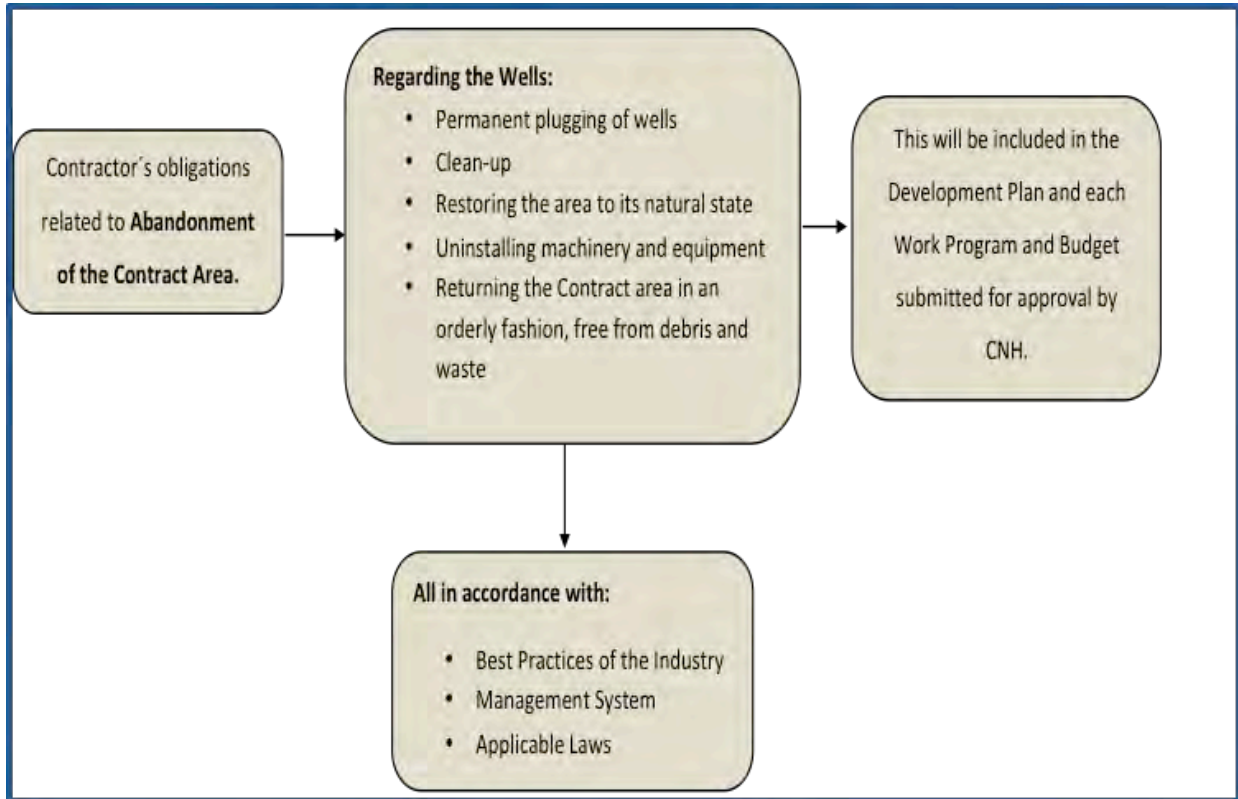 Contractor´s obligations
related to Abandonment
of the Contract Area.
Regarding the Wells:
• Permanent plugging of wells
• Clean-up
• Restoring the area to its natural state
• Uninstalling machinery and equipment
• Returning the Contract area in an
orderly fashion, free from debris and
waste
This will be included in the
Development Plan and each
Work Program and Budget
submitted for approval by
CNH.
All in accordance with:
• Best Practices of the Industry
• Management System
• Applicable Laws